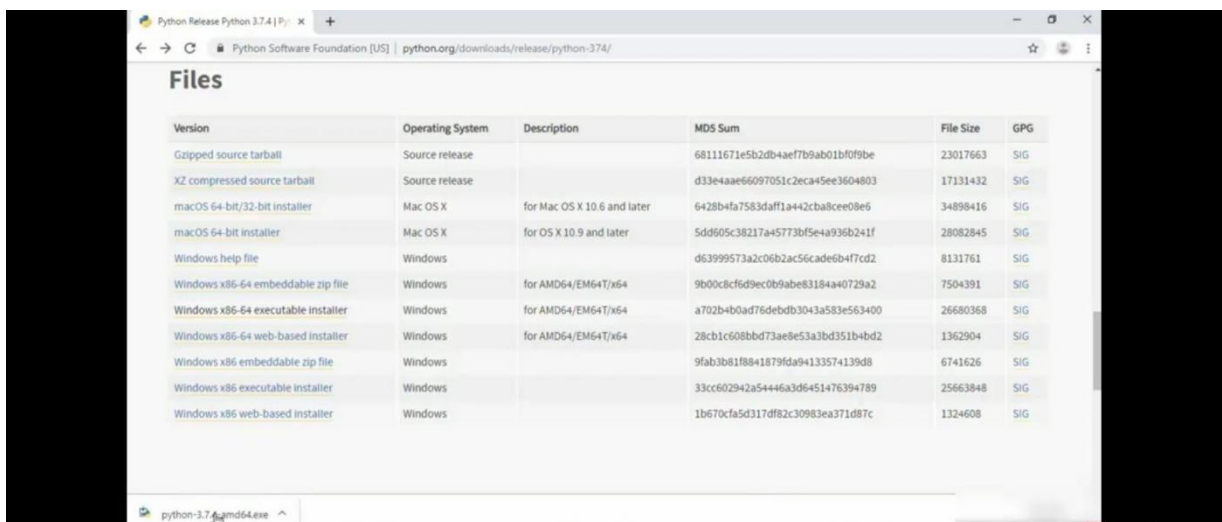 Python Release Python 3.7.4 | Py
Python Software Foundation [US] | python.org/downloads/release/python-374/
Files
Version Operating System Description MD5 Sum File Size GPG
Gzipped source tarball Source release 68111671e5b2db4aef7b9ab01bf0f9be 23017663 SIG
XZ compressed source tarball Source release d33e4aae66097051c2eca45ee3604803 17131432 SIG
macOS 64-bit/32-bit installer Mac OS X for Mac OS X 10.6 and later 6428b4fa7583daff1a442cba8cee08e6 34898416 SIG
macOS 64-bit installer Mac OS X for OS X 10.9 and later 5dd605c38217a45773bf5e4a936b241f 28082845 SIG
Windows help file Windows d63999573a2c06b2ac56cade6b4f7cd2 8131761 SIG
Windows x86-64 embeddable zip file Windows for AMD64/EM64T/x64 9b00c8cf6d9ec0b9abe83184a40729a2 7504391 SIG
Windows x86-64 executable installer Windows for AMD64/EM64T/x64 a702b4b0ad76debdb3043a583e563400 26680368 SIG
Windows x86-64 web-based installer Windows for AMD64/EM64T/x64 28cb1c608bbd73ae8e53a3bd351b4bd2 1362904 SIG
Windows x86 embeddable zip file Windows 9fab3b81f8841879fda94133574139d8 6741626 SIG
Windows x86 executable installer Windows 33cc602942a54446a3d6451476394789 25663848 SIG
Windows x86 web-based installer Windows 1b670cfa5d317df82c30983ea371d87c 1324608 SIG
python-3.7.4-amd64.exe